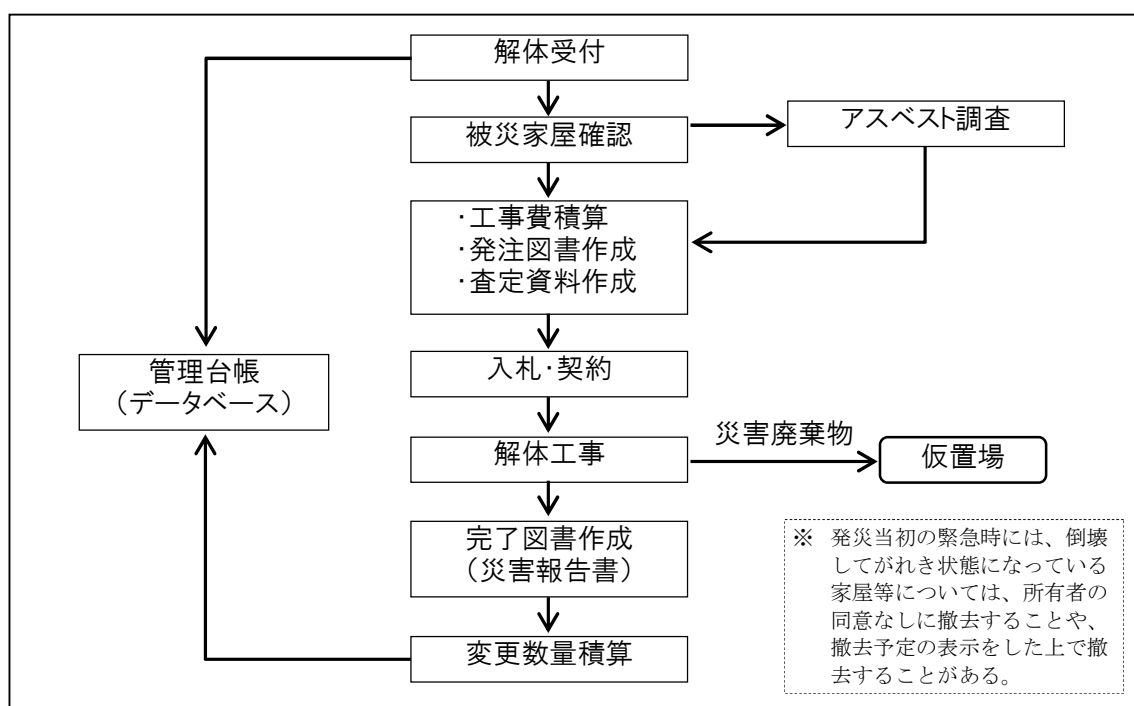 解体受付
被災家屋確認
アスベスト調査
・工事費積算
・発注図書作成
・査定資料作成
管理台帳
（データベース）
入札・契約
解体工事
災害廃棄物
仮置場
完了図書作成
（災害報告書）
変更数量積算
※ 発災当初の緊急時には、倒壊
してがれき状態になっている
家屋等については、所有者の
同意なしに撤去することや、
撤去予定の表示をした上で撤
去することがある。